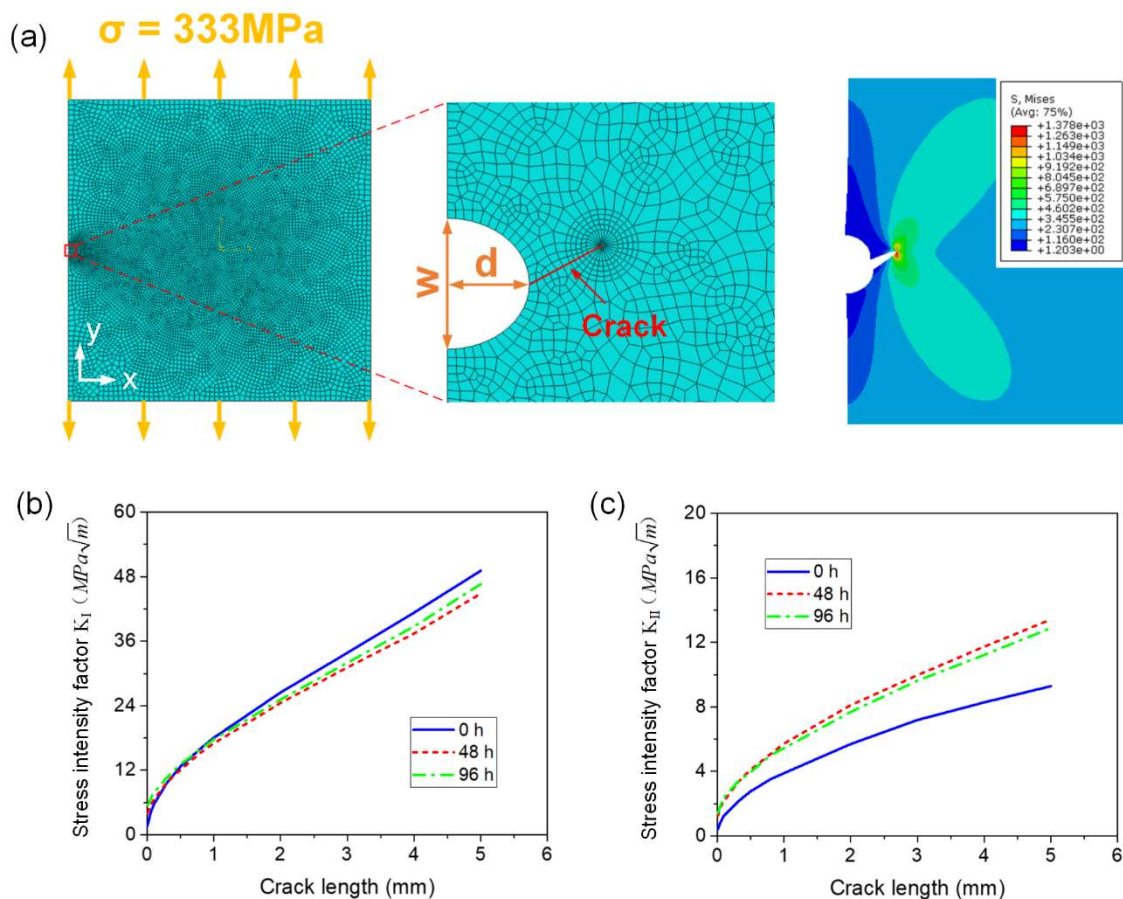 (a)
σ = 333MPa
y
x
w
d
Crack
S, Mises
(Avg: 75%)
+1.378e+03
+1.263e+03
+1.149e+03
+1.034e+03
+9.192e+02
+8.045e+02
+6.897e+02
+5.750e+02
+4.602e+02
+3.455e+02
+2.307e+02
+1.160e+02
+1.203e+00
(b)
Stress intensity factor K_I (MPa√m)
60
48
36
24
12
0
0 h
48 h
96 h
0 1 2 3 4 5 6
Crack length (mm)
(c)
Stress intensity factor K_II (MPa√m)
20
16
12
8
4
0
0 h
48 h
96 h
0 1 2 3 4 5 6
Crack length (mm)